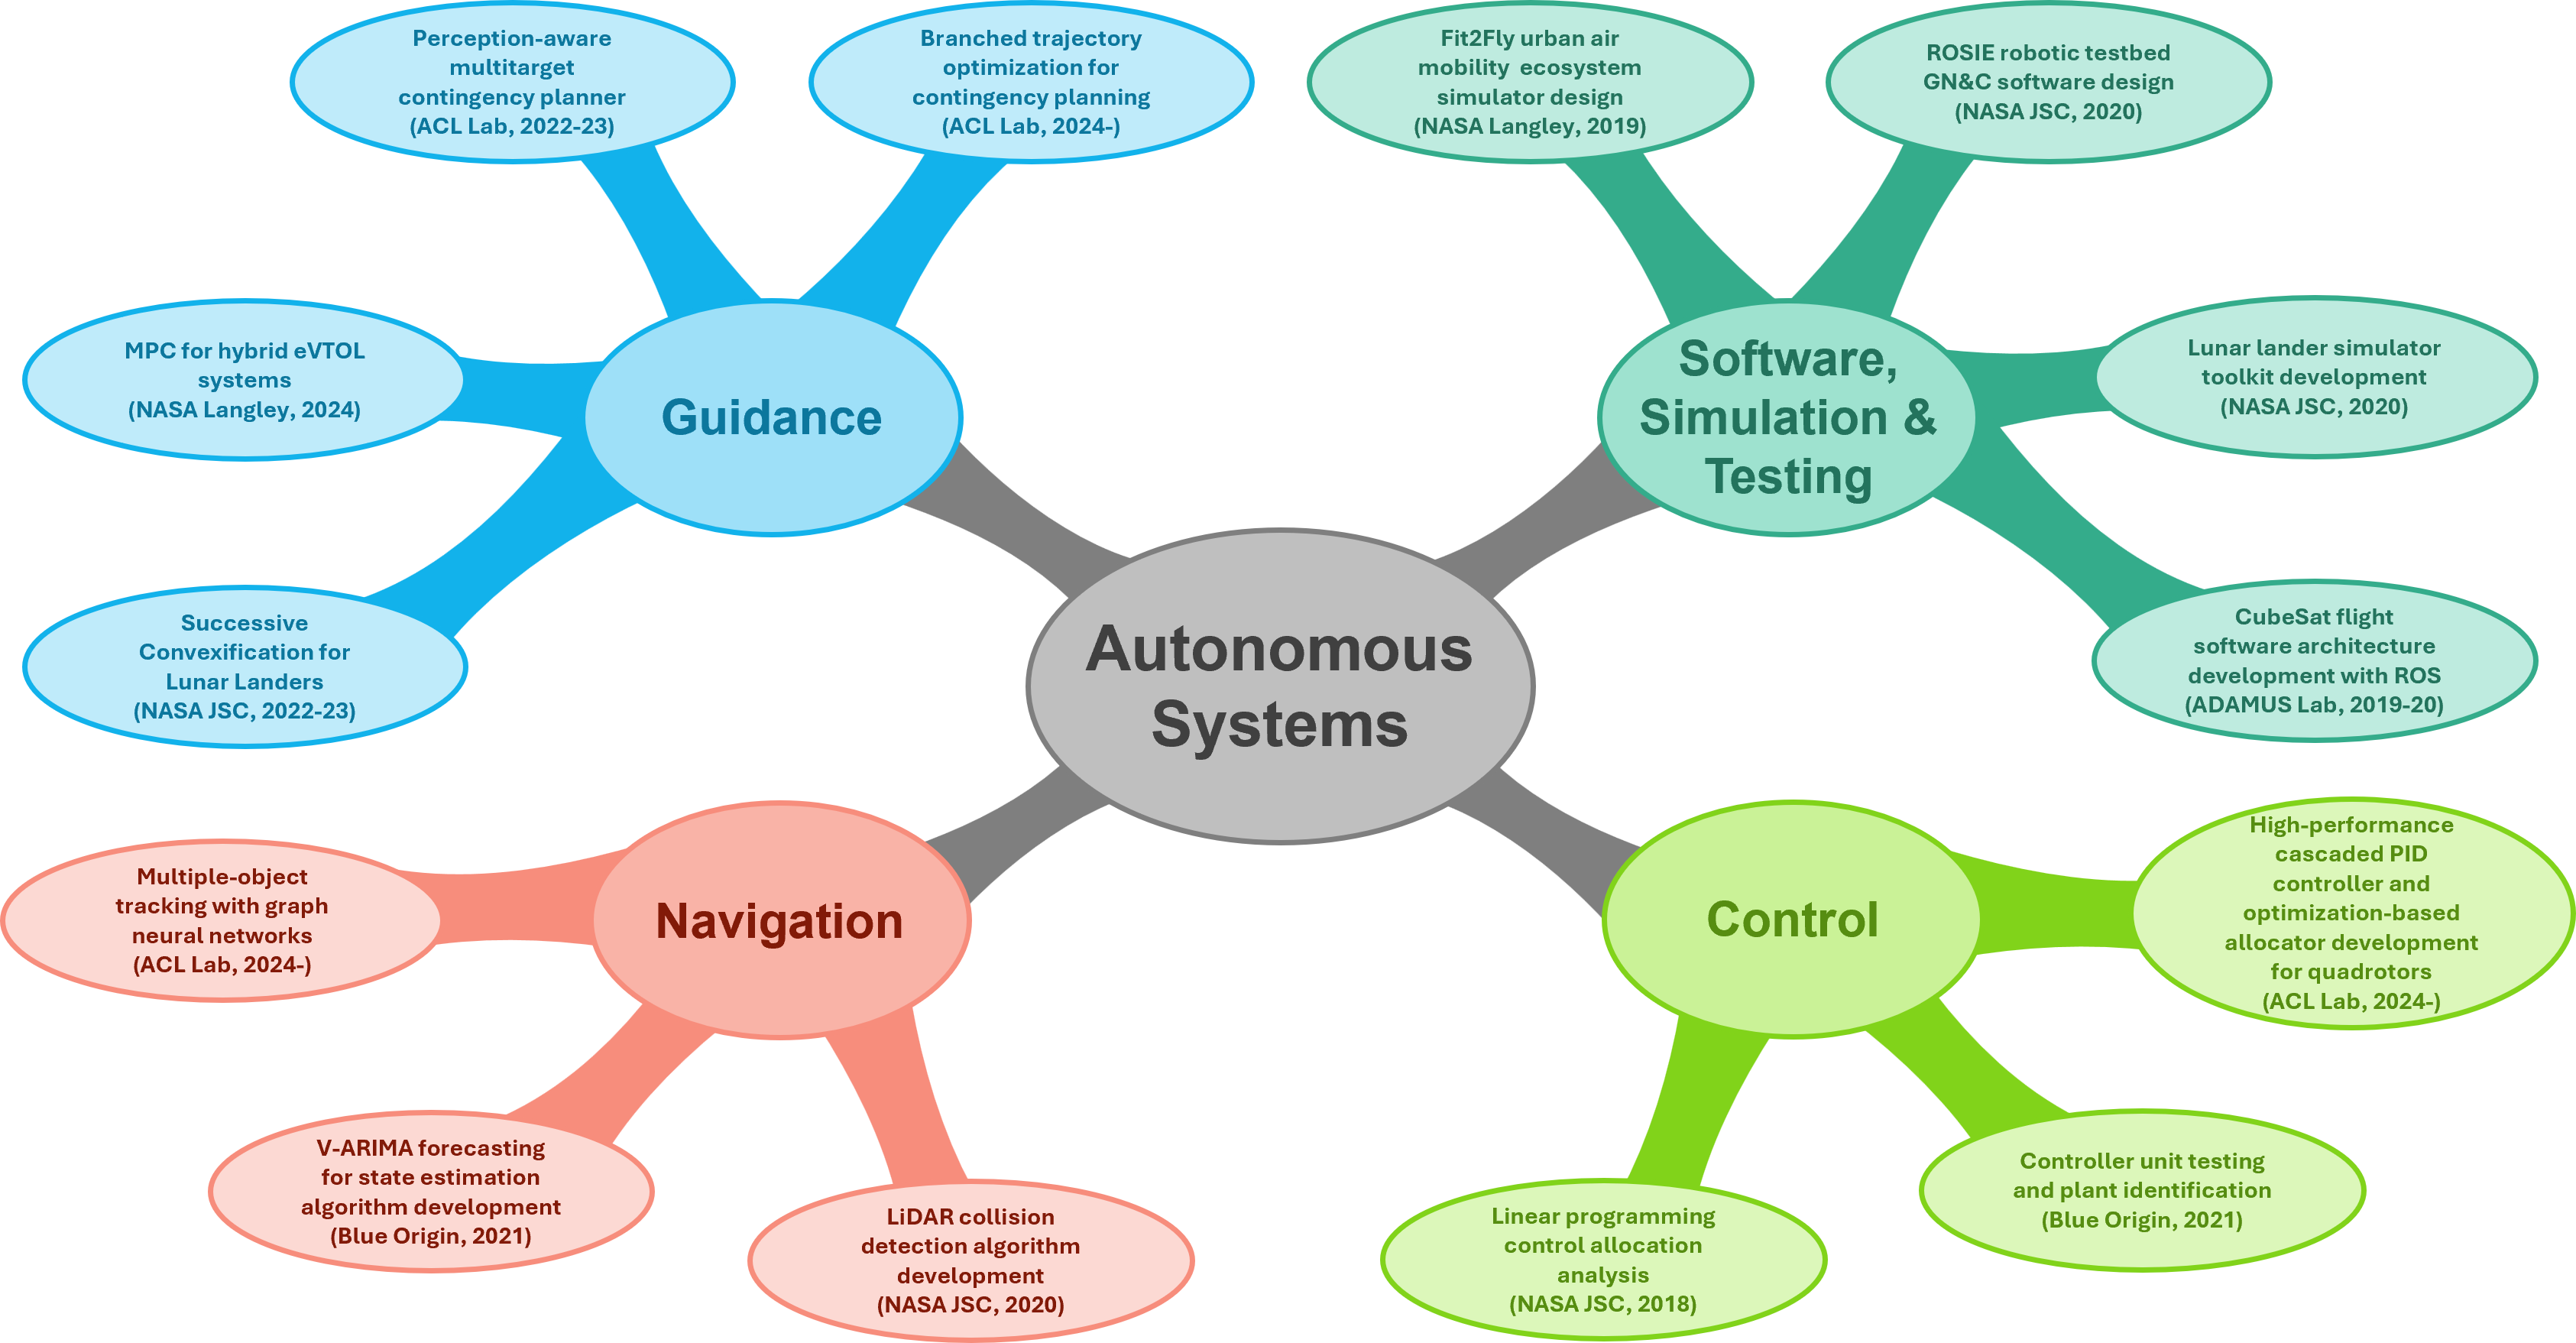 Perception-aware
multitarget
contingency planner
(ACL Lab, 2022-23)
Branched trajectory
optimization for
contingency planning
(ACL Lab, 2024-)
Fit2Fly urban air
mobility ecosystem
simulator design
(NASA Langley, 2019)
ROSIE robotic testbed
GN&C software design
(NASA JSC, 2020)
MPC for hybrid eVTOL
systems
(NASA Langley, 2024)
Guidance
Software,
Simulation &
Testing
Lunar lander simulator
toolkit development
(NASA JSC, 2020)
Successive
Convexification for
Lunar Landers
(NASA JSC, 2022-23)
Autonomous
Systems
CubeSat flight
software architecture
development with ROS
(ADAMUS Lab, 2019-20)
Multiple-object
tracking with graph
neural networks
(ACL Lab, 2024-)
Navigation
Control
High-performance
cascaded PID
controller and
optimization-based
allocator development
for quadrotors
(ACL Lab, 2024-)
V-ARIMA forecasting
for state estimation
algorithm development
(Blue Origin, 2021)
LiDAR collision
detection algorithm
development
(NASA JSC, 2020)
Linear programming
control allocation
analysis
(NASA JSC, 2018)
Controller unit testing
and plant identification
(Blue Origin, 2021)